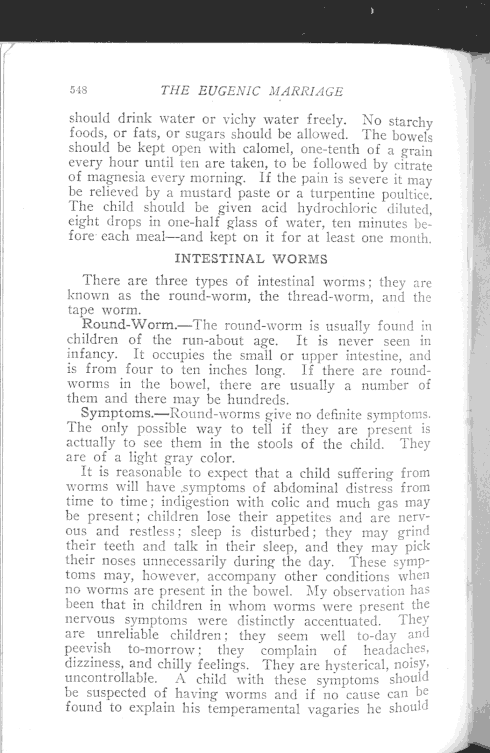 548 THE EUGENIC MARRIAGE
should drink water or vichy water freely. No starchy
foods, or fats, or sugars should be allowed. The bowels
should be kept open with calomel, one-tenth of a grain
every hour until ten are taken, to be followed by citrate
of magnesia every morning. If the pain is severe it may
be relieved by a mustard paste or a turpentine poultice.
The child should be given acid hydrochloric diluted,
eight drops in one-half glass of water, ten minutes be-
fore each meal—and kept on it for at least one month.
INTESTINAL WORMS
There are three types of intestinal worms; they are
known as the round-worm, the thread-worm, and the
tape worm.
Round-Worm.—The round-worm is usually found in
children of the run-about age. It is never seen in
infancy. It occupies the small or upper intestine, and
is from four to ten inches long. If there are round-
worms in the bowel, there are usually a number of
them and there may be hundreds.
Symptoms.—Round-worms give no definite symptoms.
The only possible way to tell if they are present is
actually to see them in the stools of the child. They
are of a light gray color.
It is reasonable to expect that a child suffering from
worms will have symptoms of abdominal distress from
time to time; indigestion with colic and much gas may
be present; children lose their appetites and are nerv-
ous and restless; sleep is disturbed; they may grind
their teeth and talk in their sleep, and they may pick
their noses unnecessarily during the day. These symp-
toms may, however, accompany other conditions when
no worms are present in the bowel. My observation has
been that in children in whom worms were present the
nervous symptoms were distinctly accentuated. They
are unreliable children; they seem well to-day and
peevish to-morrow; they complain of headaches,
dizziness, and chilly feelings. They are hysterical, noisy,
uncontrollable. A child with these symptoms should
be suspected of having worms and if no cause can be
found to explain his temperamental vagaries he should